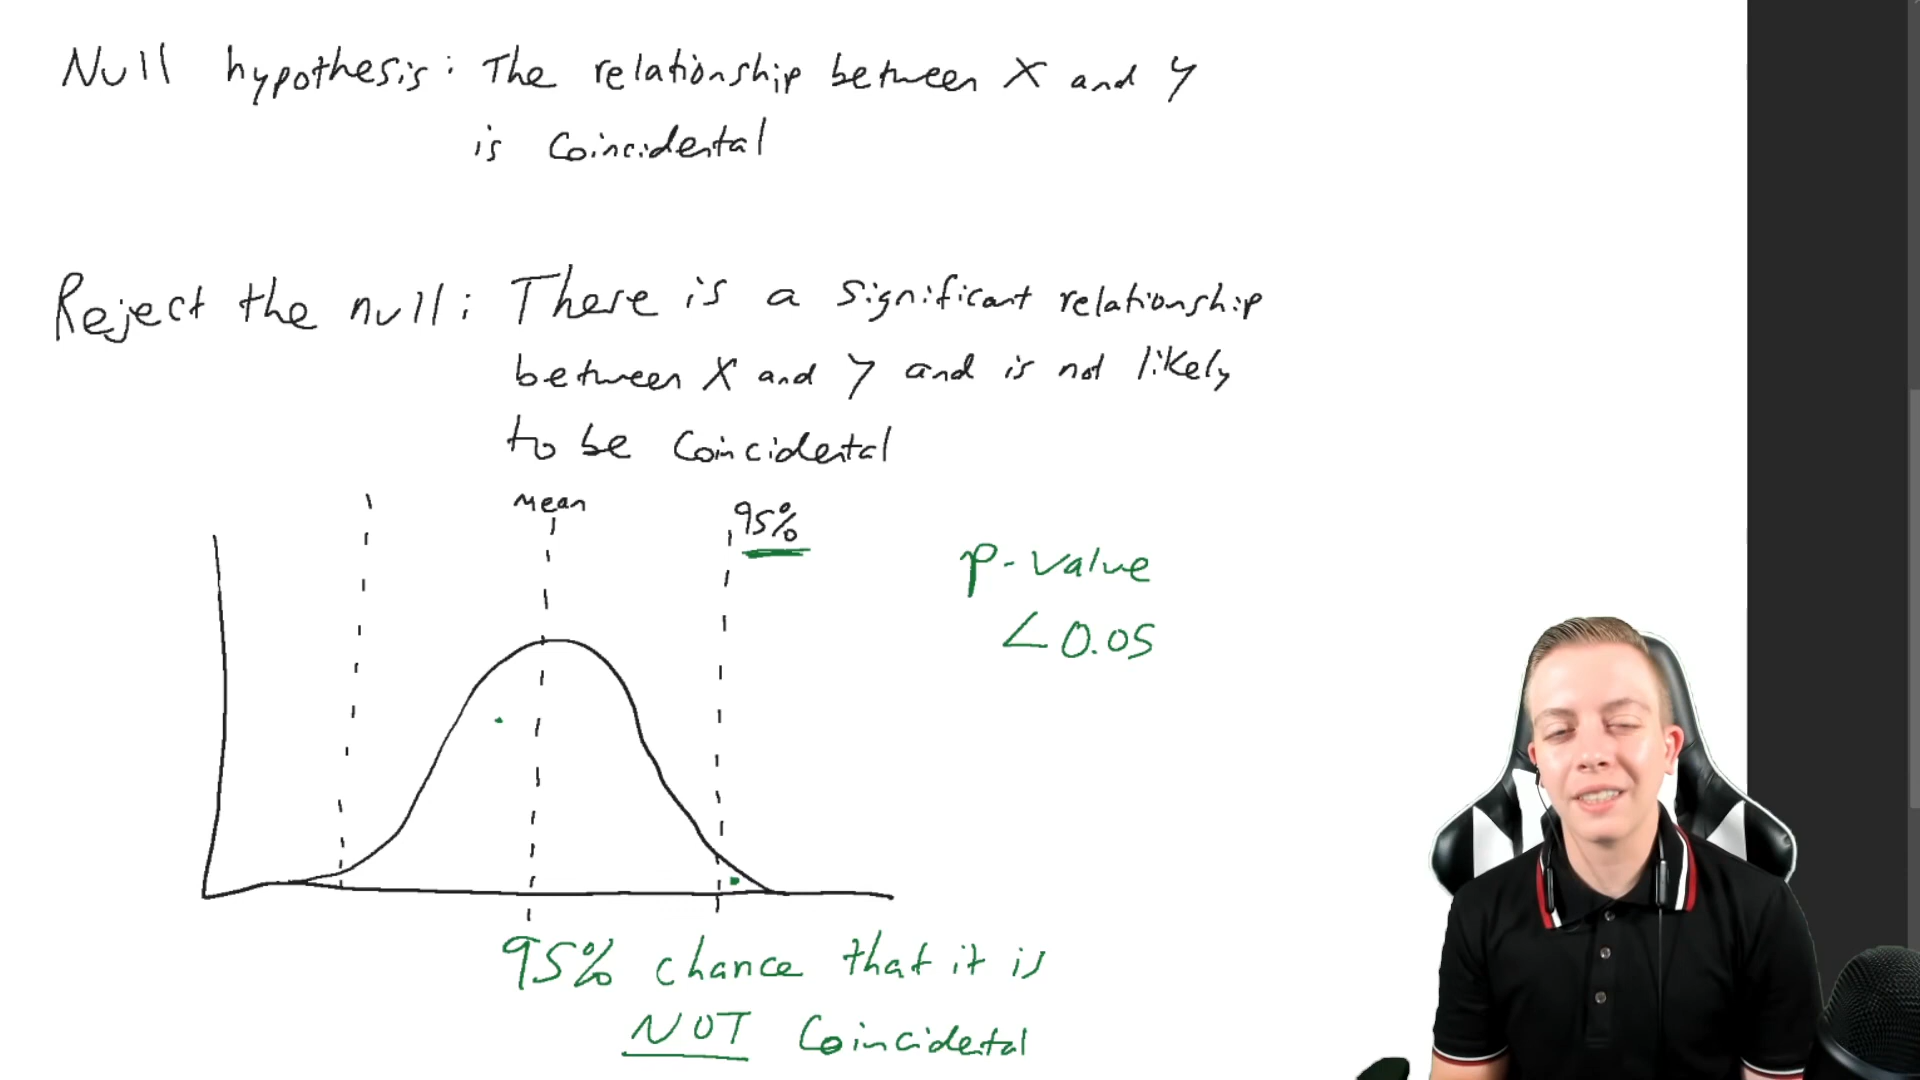 Null hypothesis: The relationship between X and Y
is Coincidental
Reject the null: There is a significant relationship
between X and Y and is not likely
to be Coincidental
Mean
95%
p-value
<0.05
95% chance that it is
NOT Coincidental